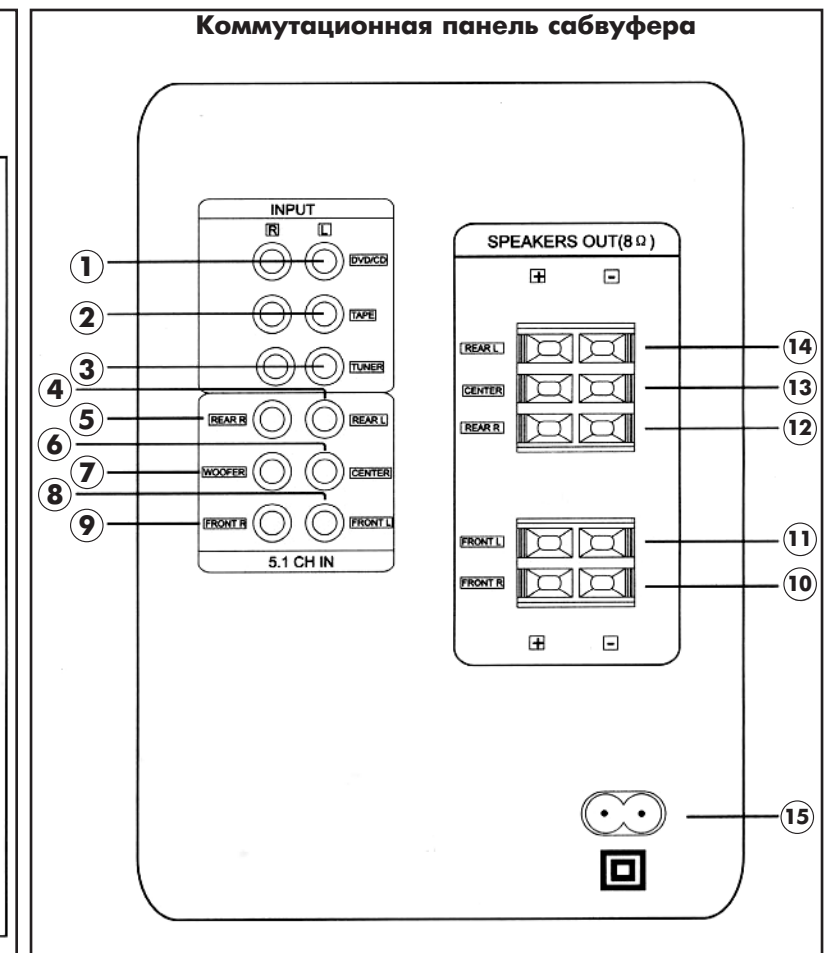 Коммутационная панель сабвуфера
INPUT
R L
1 DVD/CD
2 TAPE
3 TUNER
4
5 REAR R REAR L
6
7 WOOFER CENTER
8
9 FRONT R FRONT L
5.1 CH IN
SPEAKERS OUT(8 Ω)
+ -
REAR L 14
CENTER 13
REAR R 12
FRONT L 11
FRONT R 10
+ -
15